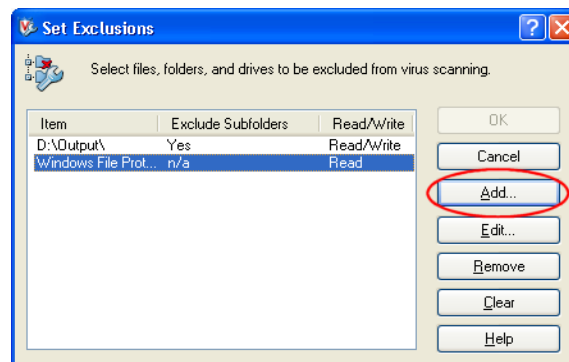 Set Exclusions
Select files, folders, and drives to be excluded from virus scanning.
Item Exclude Subfolders Read/Write
D:\Output\ Yes Read/Write
Windows File Prot... n/a Read
OK
Cancel
Add...
Edit...
Remove
Clear
Help